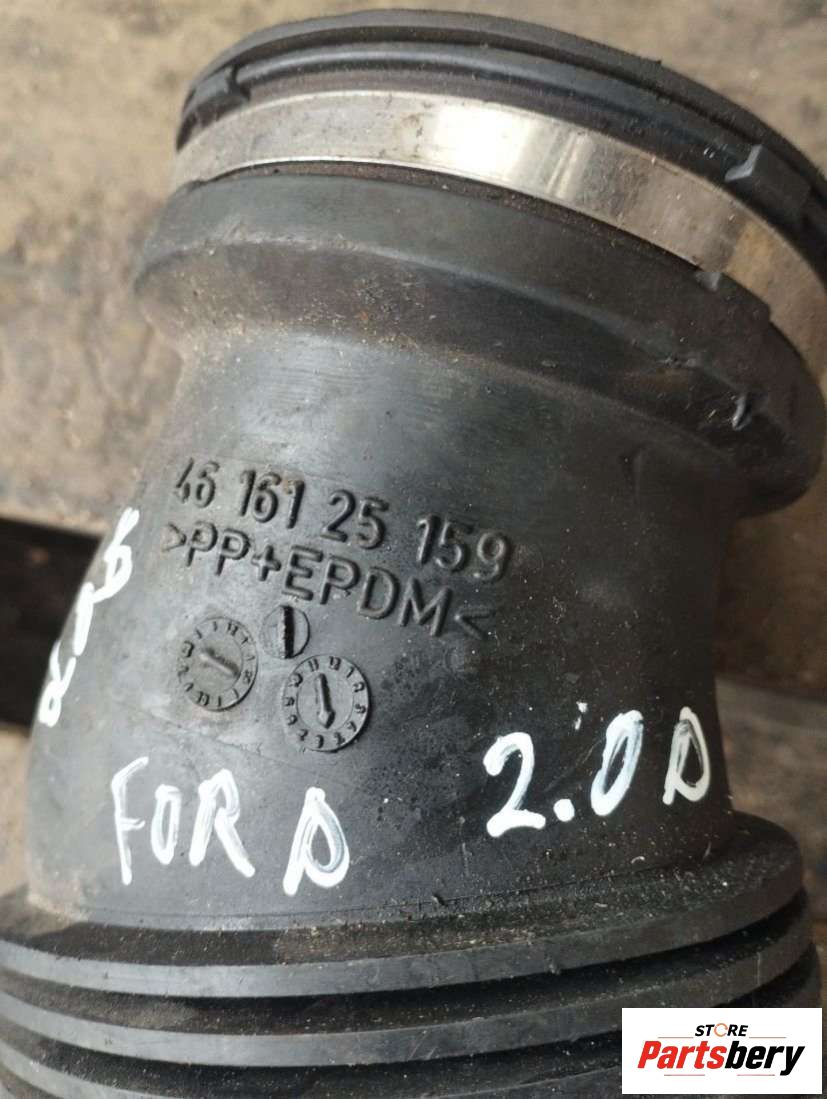 46 161 25 159
>PP+EPDM<
FORD 2.0D
STORE
Partsbery